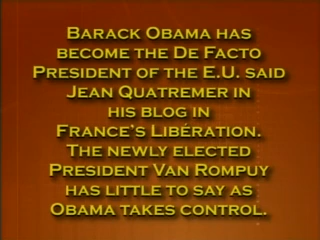 Barack Obama has
become the De Facto
President of the E.U. said
Jean Quatremer in
his blog in
France's Libération.
The newly elected
President Van Rompuy
has little to say as
Obama takes control.